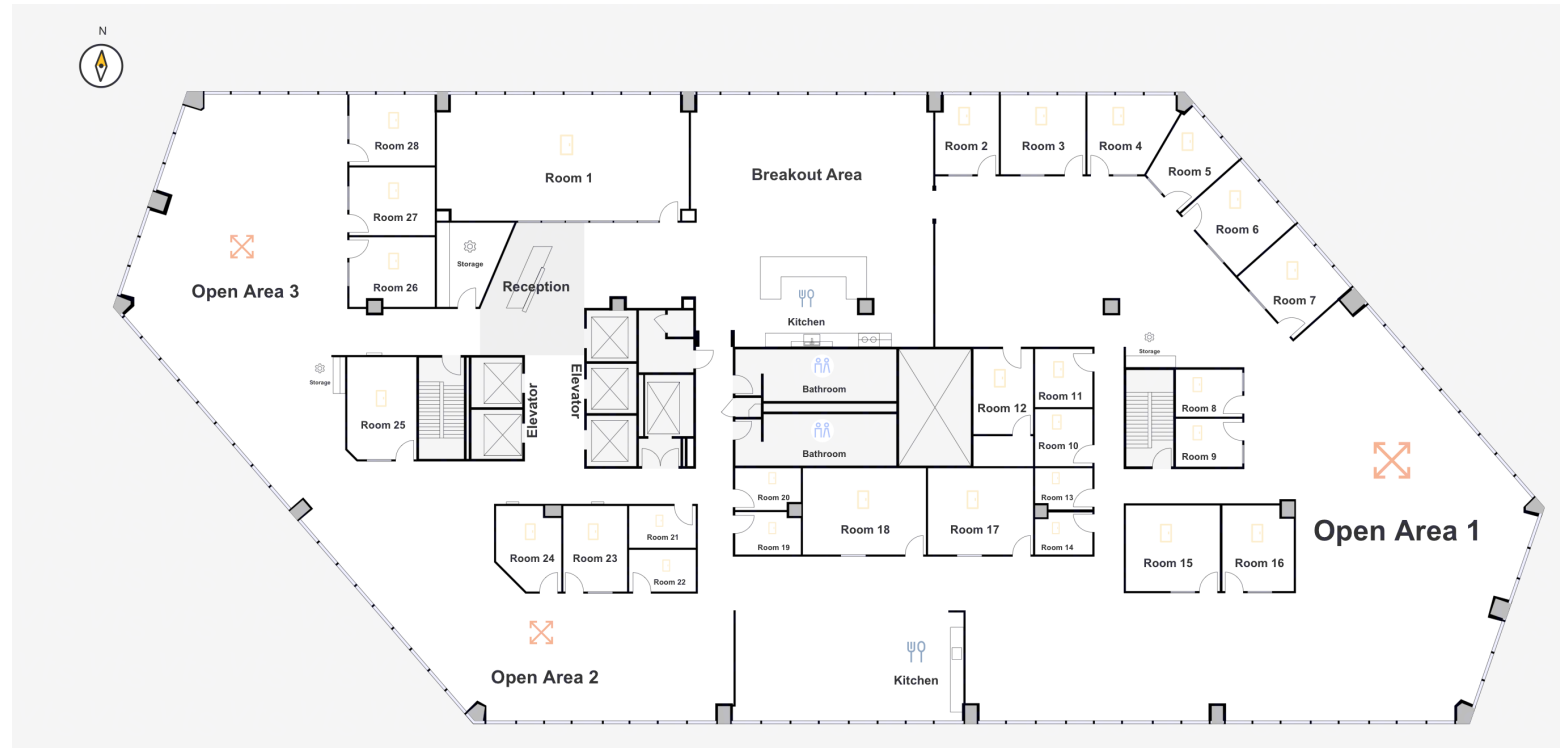 N
Room 28
Room 1
Breakout Area
Room 2
Room 3
Room 4
Room 5
Room 27
Room 6
Storage
Room 26
Reception
Open Area 3
Room 7
Kitchen
Storage
Storage
Room 25
Elevator
Elevator
Bathroom
Bathroom
Room 12
Room 11
Room 10
Room 8
Room 9
Room 20
Room 19
Room 18
Room 17
Room 13
Room 14
Room 15
Room 16
Open Area 1
Room 24
Room 23
Room 21
Room 22
Open Area 2
Kitchen